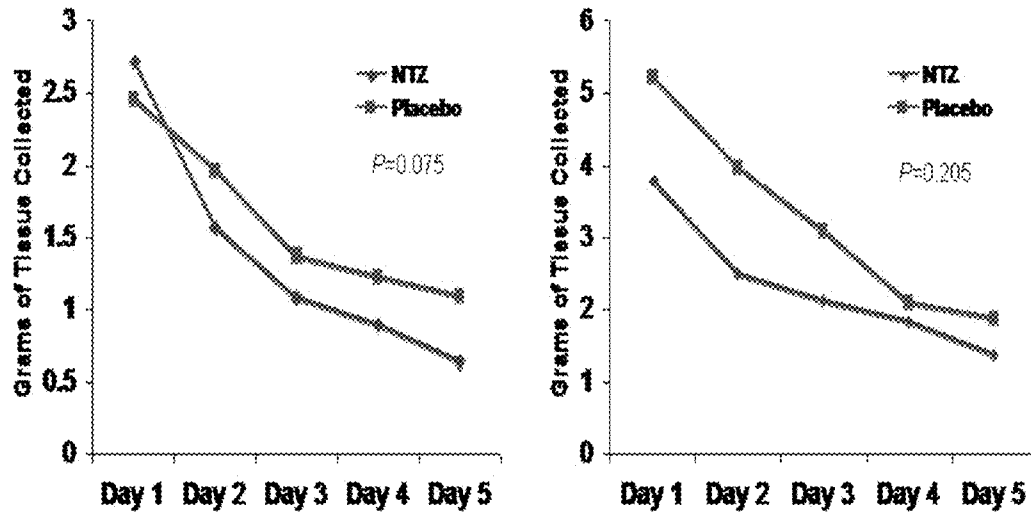 Grams of Tissue Collected
3
2.5
2
1.5
1
0.5
0
NTZ
Placebo
P=0.075
Day 1 Day 2 Day 3 Day 4 Day 5
Grams of Tissue Collected
6
5
4
3
2
1
0
NTZ
Placebo
P=0.205
Day 1 Day 2 Day 3 Day 4 Day 5